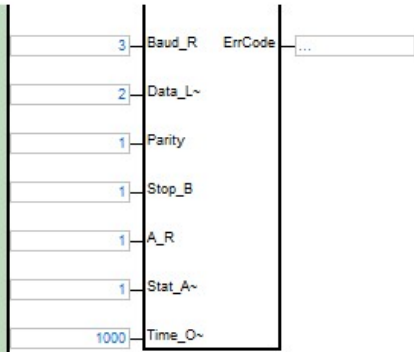 3 Baud_R ErrCode ...
2 Data_L~
1 Parity
1 Stop_B
1 A_R
1 Stat_A~
1000 Time_O~